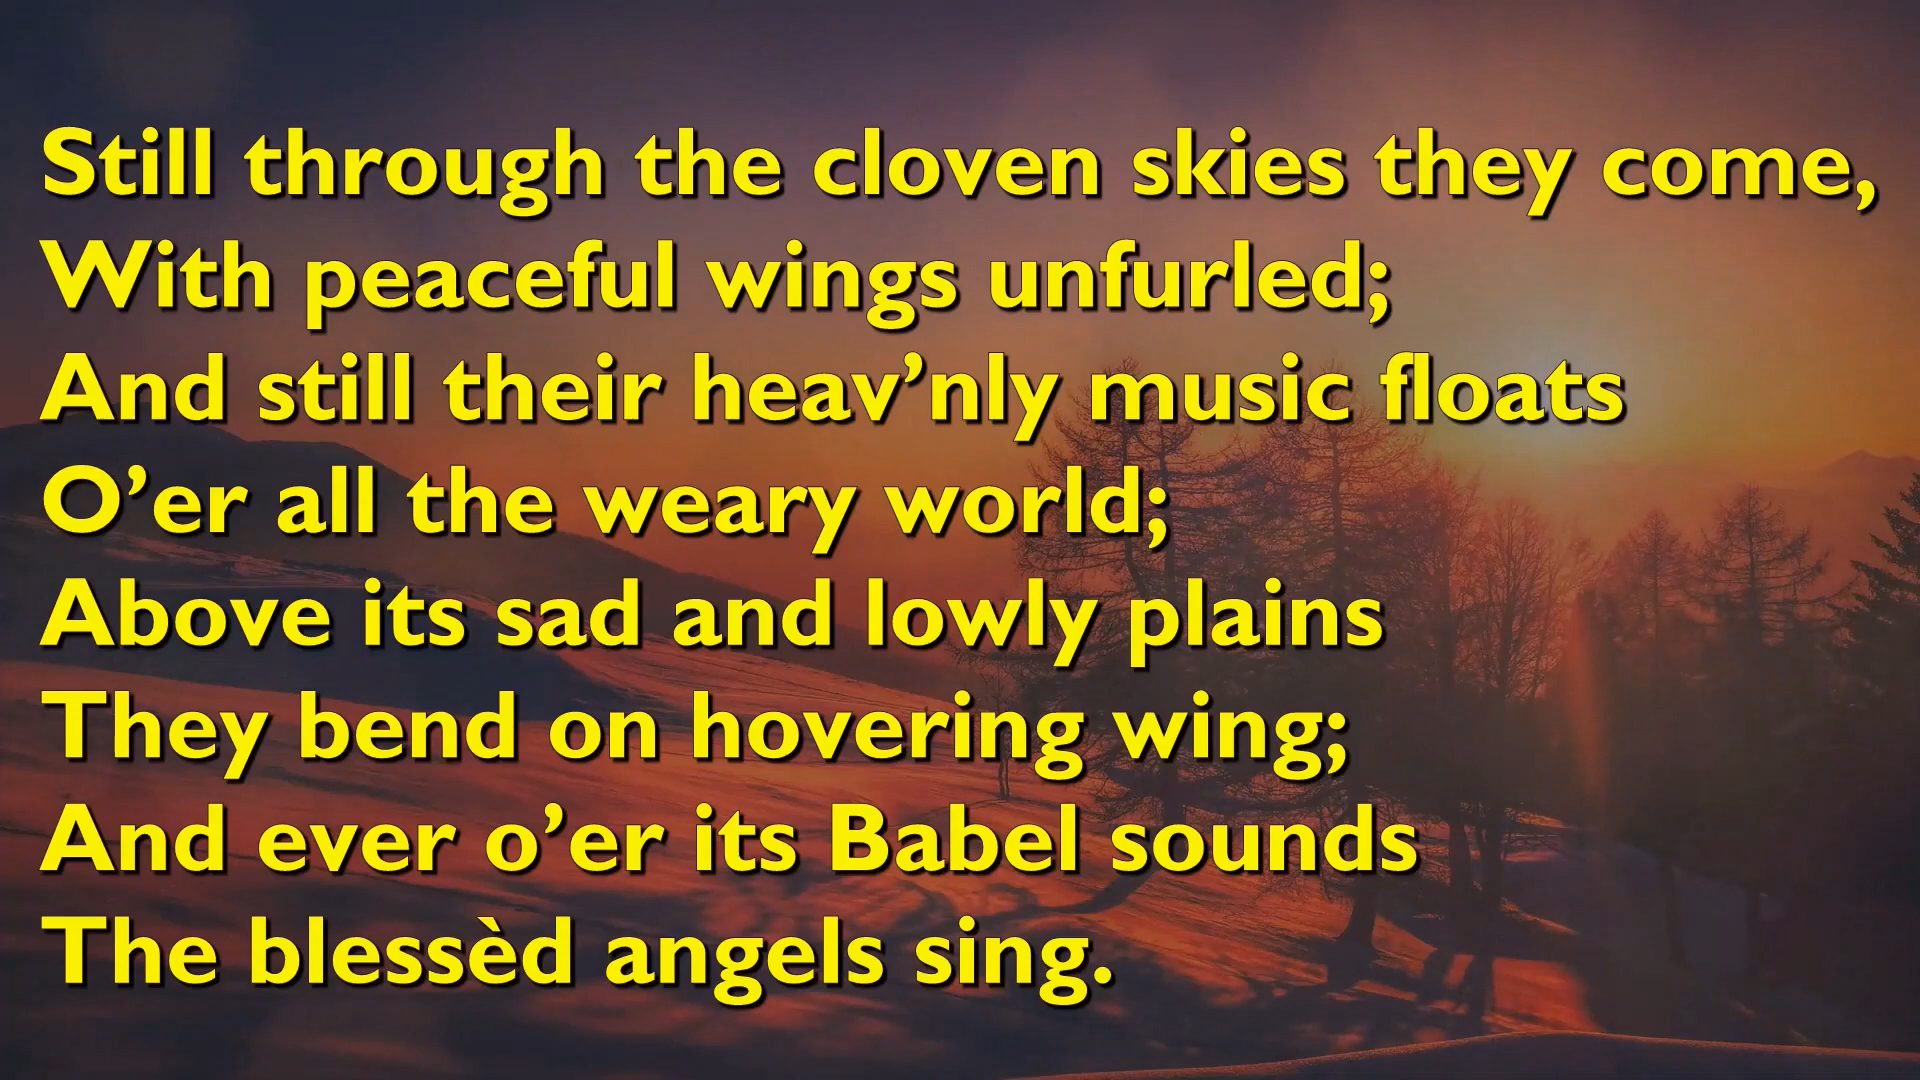 Still through the cloven skies they come,
With peaceful wings unfurled;
And still their heav’nly music floats
O’er all the weary world;
Above its sad and lowly plains
They bend on hovering wing;
And ever o’er its Babel sounds
The blessèd angels sing.